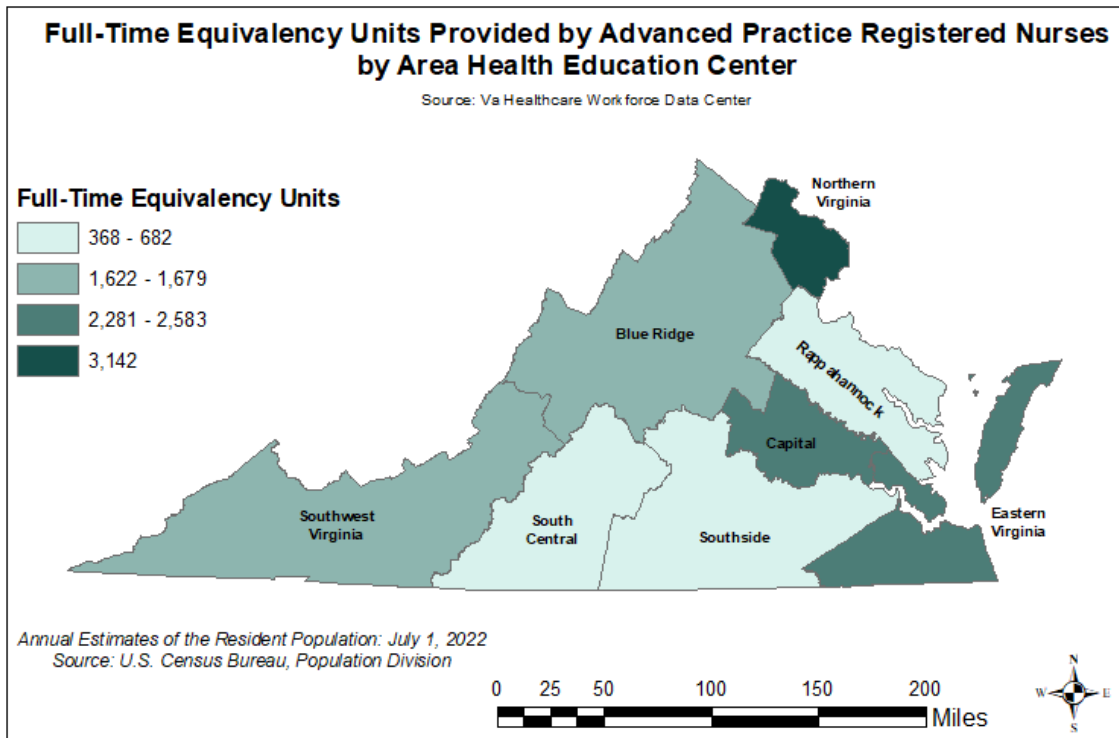 Full-Time Equivalency Units Provided by Advanced Practice Registered Nurses
by Area Health Education Center
Source: Va Healthcare Workforce Data Center
Full-Time Equivalency Units
368 - 682
1,622 - 1,679
2,281 - 2,583
3,142
Northern
Virginia
Blue Ridge
Rappahannock
Capital
Southwest
Virginia
South
Central
Southside
Eastern
Virginia
Annual Estimates of the Resident Population: July 1, 2022
Source: U.S. Census Bureau, Population Division
0 25 50 100 150 200
Miles
N
W E
S